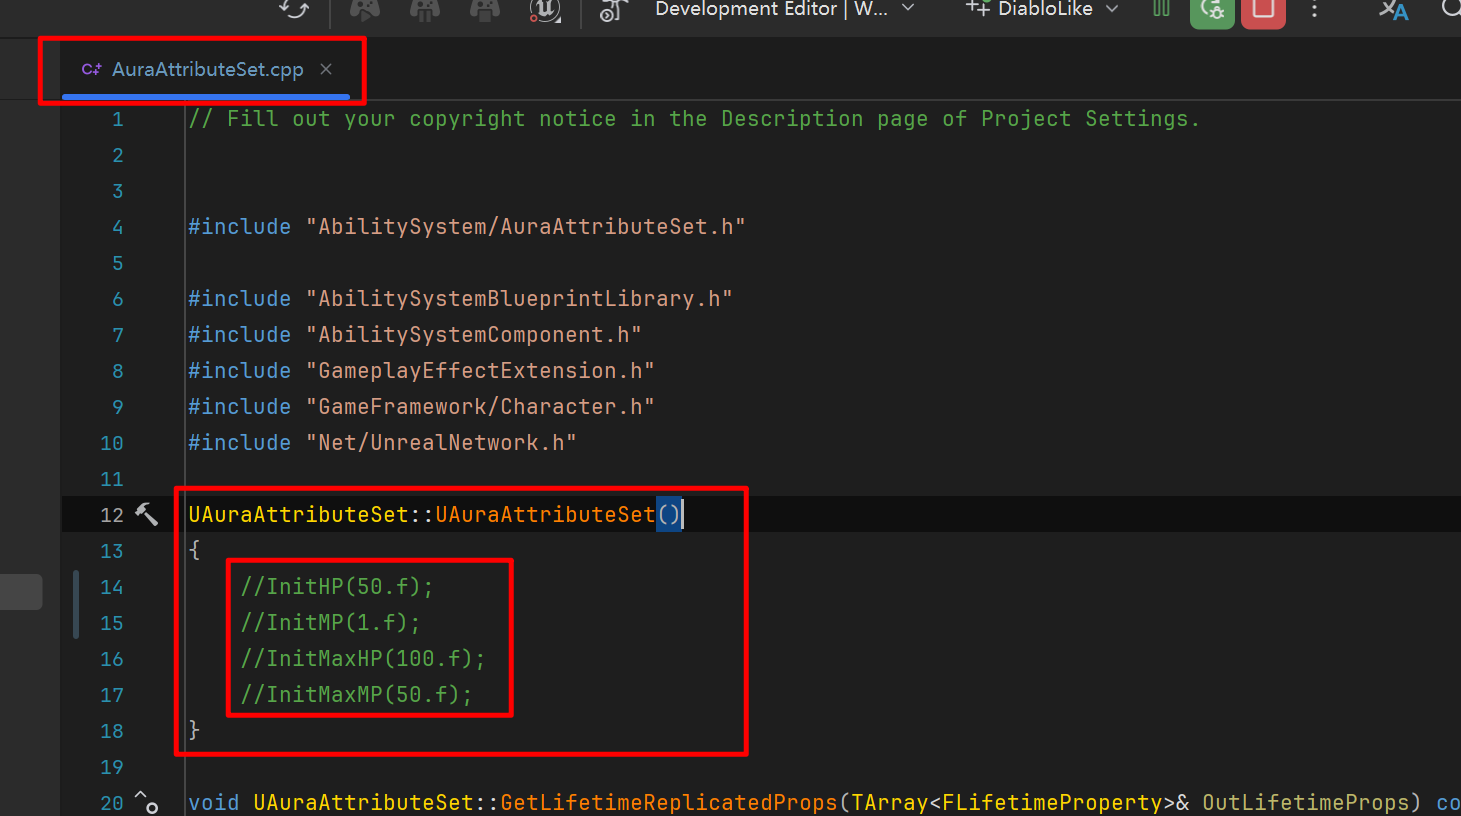 Development Editor | W... DiabloLike
C++ AuraAttributeSet.cpp
1 // Fill out your copyright notice in the Description page of Project Settings.
2
3
4 #include "AbilitySystem/AuraAttributeSet.h"
5
6 #include "AbilitySystemBlueprintLibrary.h"
7 #include "AbilitySystemComponent.h"
8 #include "GameplayEffectExtension.h"
9 #include "GameFramework/Character.h"
10 #include "Net/UnrealNetwork.h"
11
12 UAuraAttributeSet::UAuraAttributeSet()
13 {
14 //InitHP(50.f);
15 //InitMP(1.f);
16 //InitMaxHP(100.f);
17 //InitMaxMP(50.f);
18 }
19
20 void UAuraAttributeSet::GetLifetimeReplicatedProps(TArray<FLifetimeProperty>& OutLifetimeProps) co